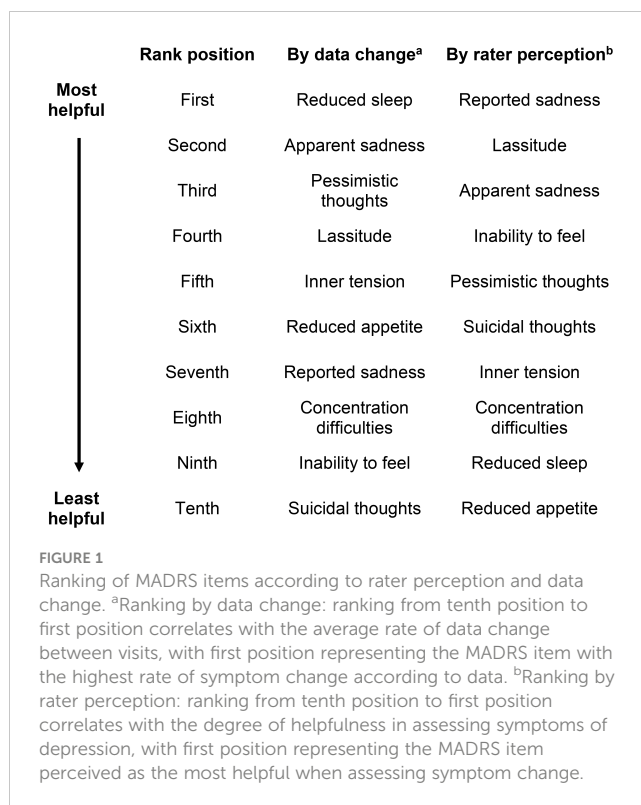 Rank position By data changeᵃ By rater perceptionᵇ
Most
helpful
First Reduced sleep Reported sadness
Second Apparent sadness Lassitude
Third Pessimistic
thoughts Apparent sadness
Fourth Lassitude Inability to feel
Fifth Inner tension Pessimistic thoughts
Sixth Reduced appetite Suicidal thoughts
Seventh Reported sadness Inner tension
Eighth Concentration
difficulties Concentration
difficulties
Ninth Inability to feel Reduced sleep
Least
helpful
Tenth Suicidal thoughts Reduced appetite
FIGURE 1
Ranking of MADRS items according to rater perception and data
change. ᵃRanking by data change: ranking from tenth position to
first position correlates with the average rate of data change
between visits, with first position representing the MADRS item with
the highest rate of symptom change according to data. ᵇRanking by
rater perception: ranking from tenth position to first position
correlates with the degree of helpfulness in assessing symptoms of
depression, with first position representing the MADRS item
perceived as the most helpful when assessing symptom change.